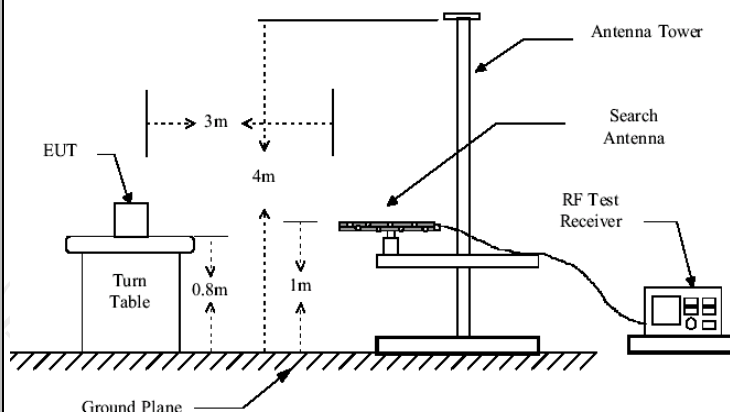 Antenna Tower
3m
Search
Antenna
EUT
4m
RF Test
Receiver
Turn
Table
0.8m
1m
Ground Plane